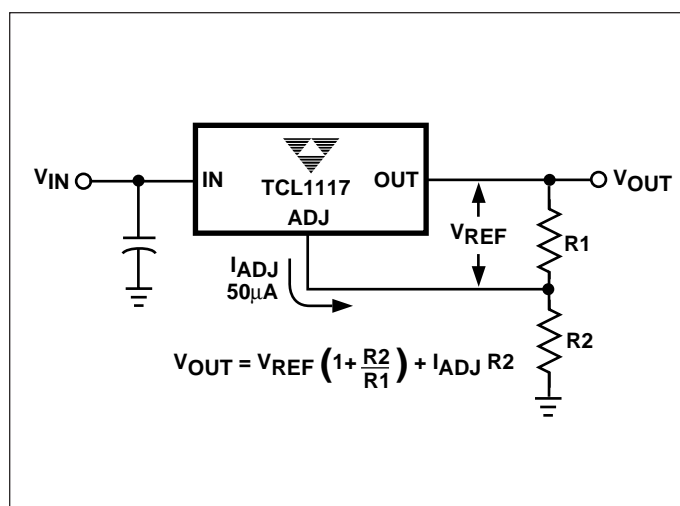 VIN
IN
TCL1117
OUT
ADJ
VOUT
VREF
R1
IADJ
50μA
R2
VOUT = VREF (1+ R2/R1) + IADJ R2